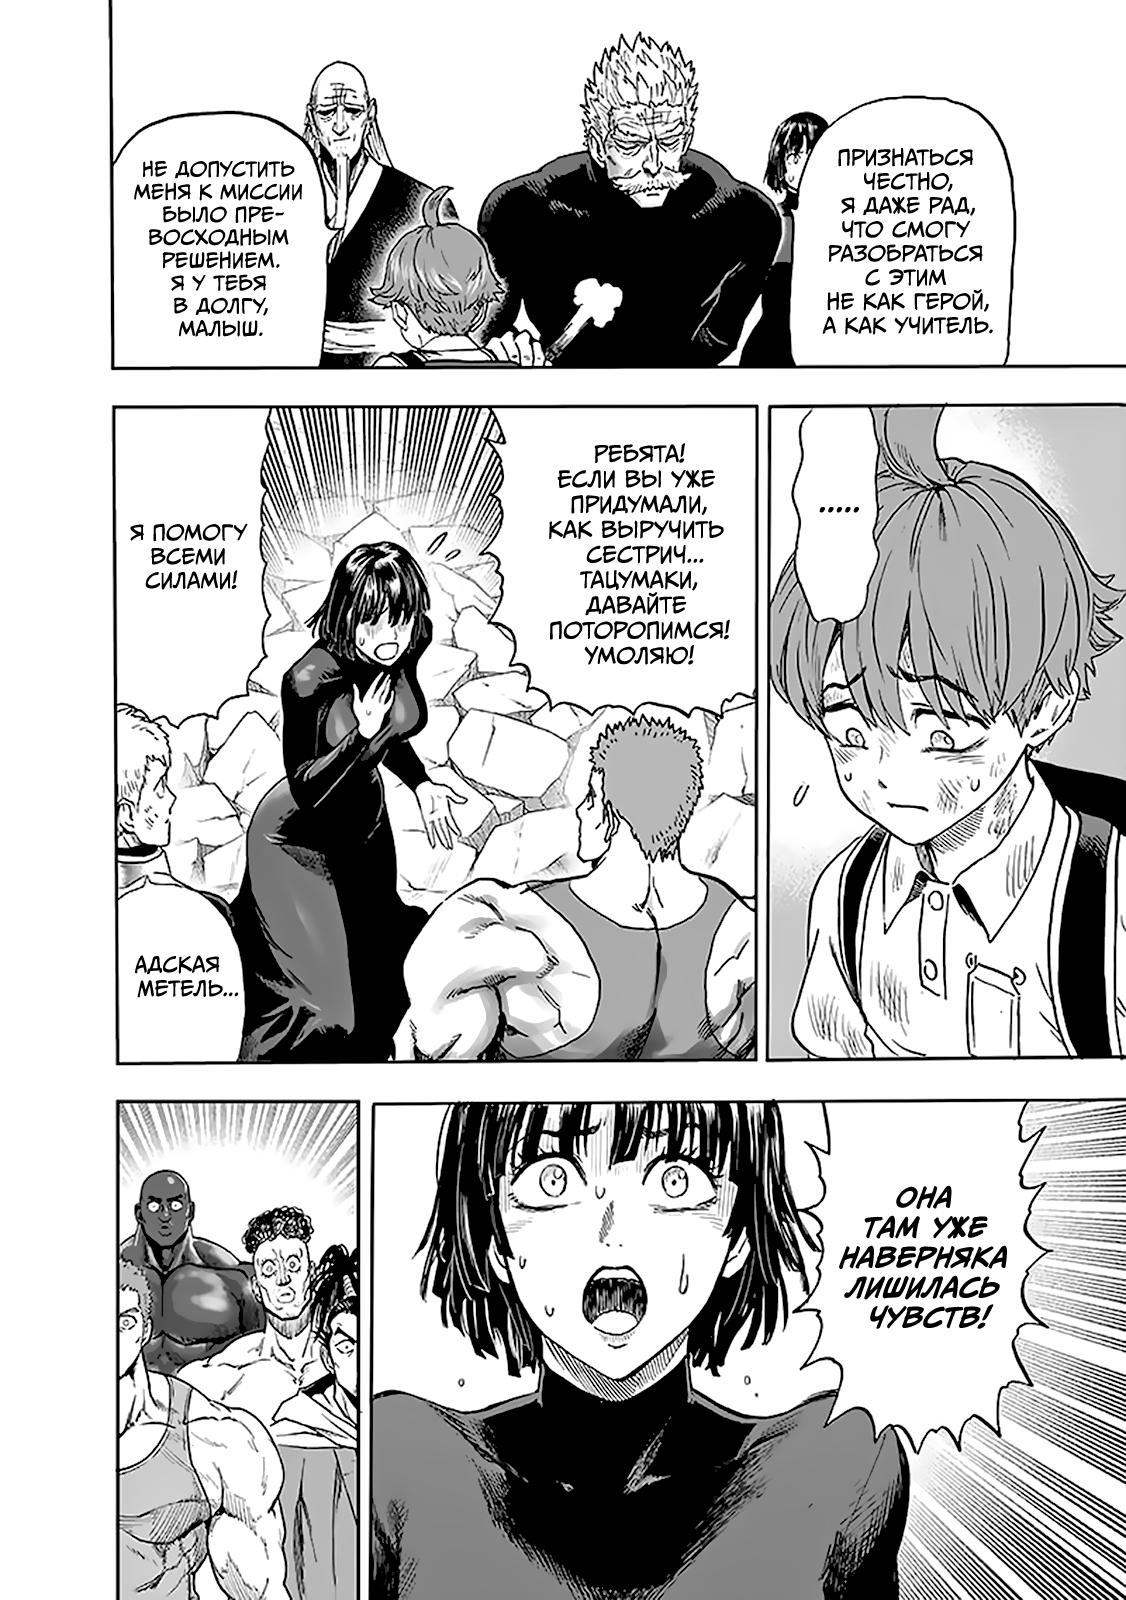 ПРИЗНАТЬСЯ
ЧЕСТНО,
Я ДАЖЕ РАД,
ЧТО СМОГУ
РАЗОБРАТЬСЯ
С ЭТИМ
НЕ КАК ГЕРОЙ,
А КАК УЧИТЕЛЬ.
НЕ ДОПУСТИТЬ
МЕНЯ К МИССИИ
БЫЛО ПРЕ-
ВОСХОДНЫМ
РЕШЕНИЕМ.
Я У ТЕБЯ
В ДОЛГУ,
МАЛЫШ.
.....
РЕБЯТА!
ЕСЛИ ВЫ УЖЕ
ПРИДУМАЛИ,
КАК ВЫРУЧИТЬ
СЕСТРИЧ...
ТАЦУМАКИ,
ДАВАЙТЕ
ПОТОРОПИМСЯ!
УМОЛЯЮ!
Я ПОМОГУ
ВСЕМИ
СИЛАМИ!
АДСКАЯ
МЕТЕЛЬ...
ОНА
ТАМ УЖЕ
НАВЕРНЯКА
ЛИШИЛАСЬ
ЧУВСТВ!